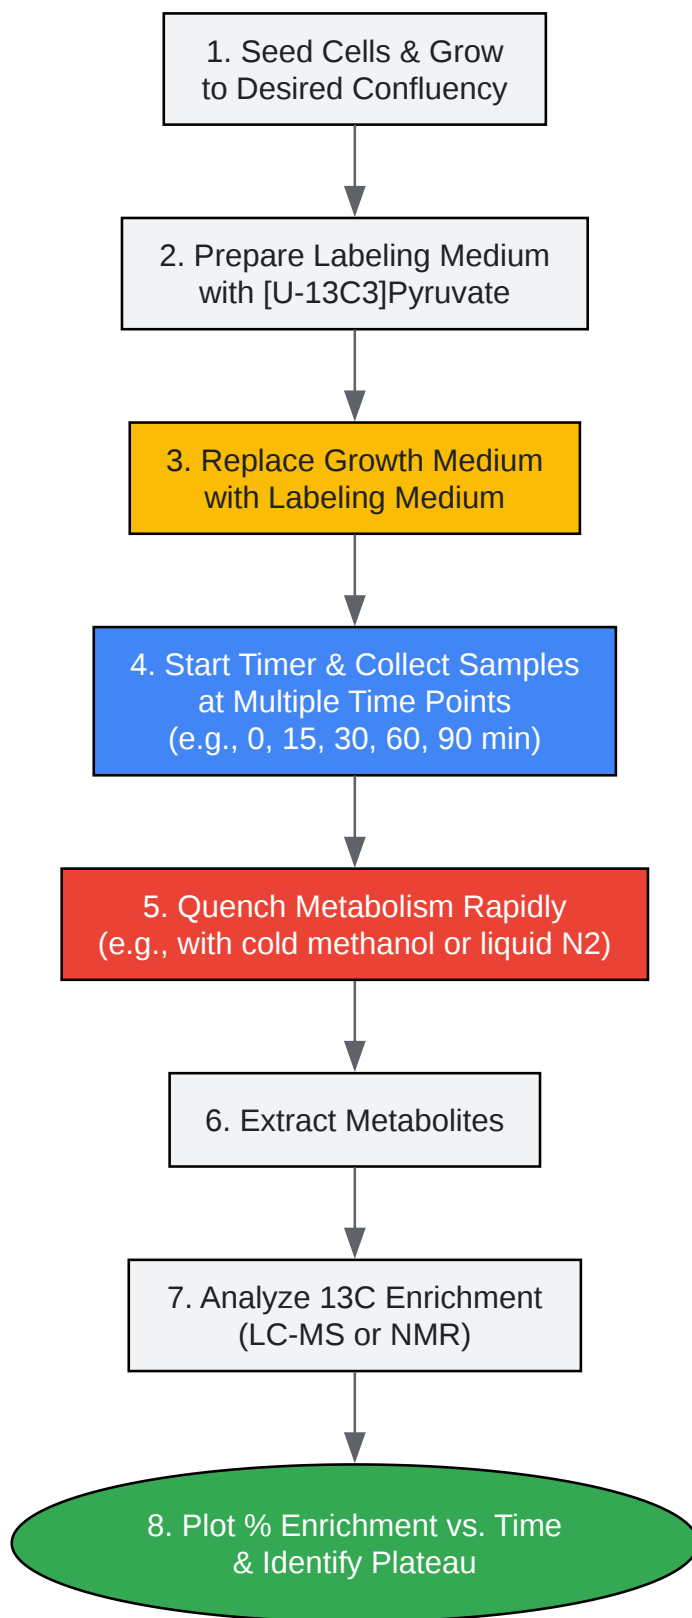 1. Seed Cells & Grow
to Desired Confluency
2. Prepare Labeling Medium
with [U-13C3]Pyruvate
3. Replace Growth Medium
with Labeling Medium
4. Start Timer & Collect Samples
at Multiple Time Points
(e.g., 0, 15, 30, 60, 90 min)
5. Quench Metabolism Rapidly
(e.g., with cold methanol or liquid N2)
6. Extract Metabolites
7. Analyze 13C Enrichment
(LC-MS or NMR)
8. Plot % Enrichment vs. Time
& Identify Plateau